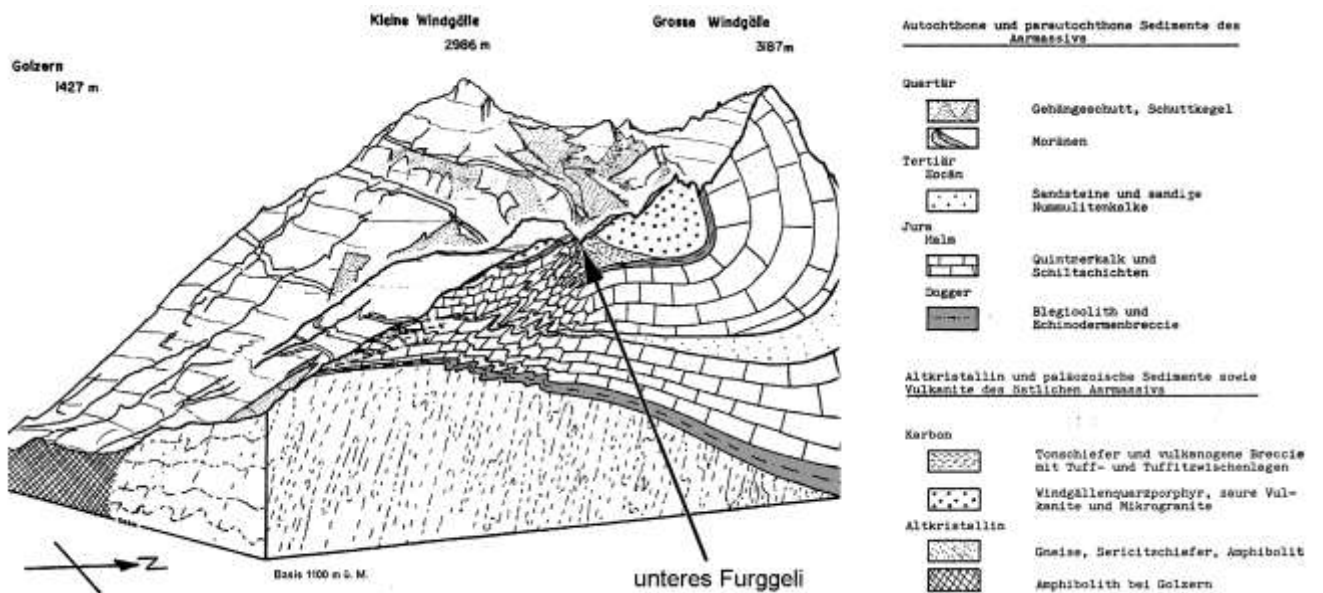 Kleine Windgälle
2986 m
Grosse Windgälle
3187m
Golzern
1427 m
Autochthone und parautochthone Sedimente des
Aarmassivs
Quartär
Gehängeschutt, Schuttkegel
Moränen
Tertiär
Eozän
Sandsteine und sandige
Nummulitenkalke
Jura
Malm
Quintnerkalk und
Schiltschichten
Dogger
Blegioolith und
Echinodermenbreccie
Altkristallin und paläozoische Sedimente sowie
Vulkanite des östlichen Aarmassivs
Karbon
Tonschiefer und vulkanogene Breccie
mit Tuff- und Tuffitzwischenlagen
Windgällenquarzporphyr, saure Vul-
kanite und Mikrogranite
Altkristallin
Gneise, Sericitschiefer, Amphibolit
Amphibolith bei Golzern
N
Basis 1100 m ü. M.
unteres Furggeli